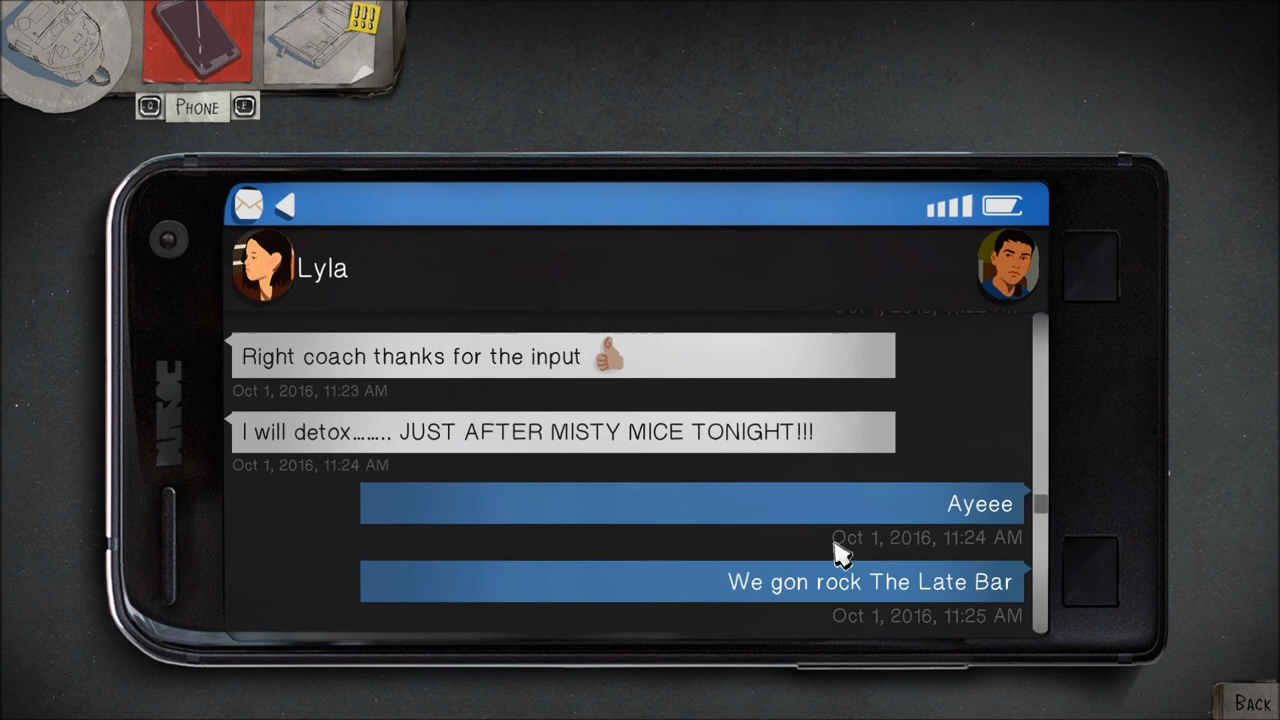 Q PHONE E
Lyla
Right coach thanks for the input 👍
Oct 1, 2016, 11:23 AM
I will detox........ JUST AFTER MISTY MICE TONIGHT!!!
Oct 1, 2016, 11:24 AM
Ayeee
Oct 1, 2016, 11:24 AM
We gon rock The Late Bar
Oct 1, 2016, 11:25 AM
BACK